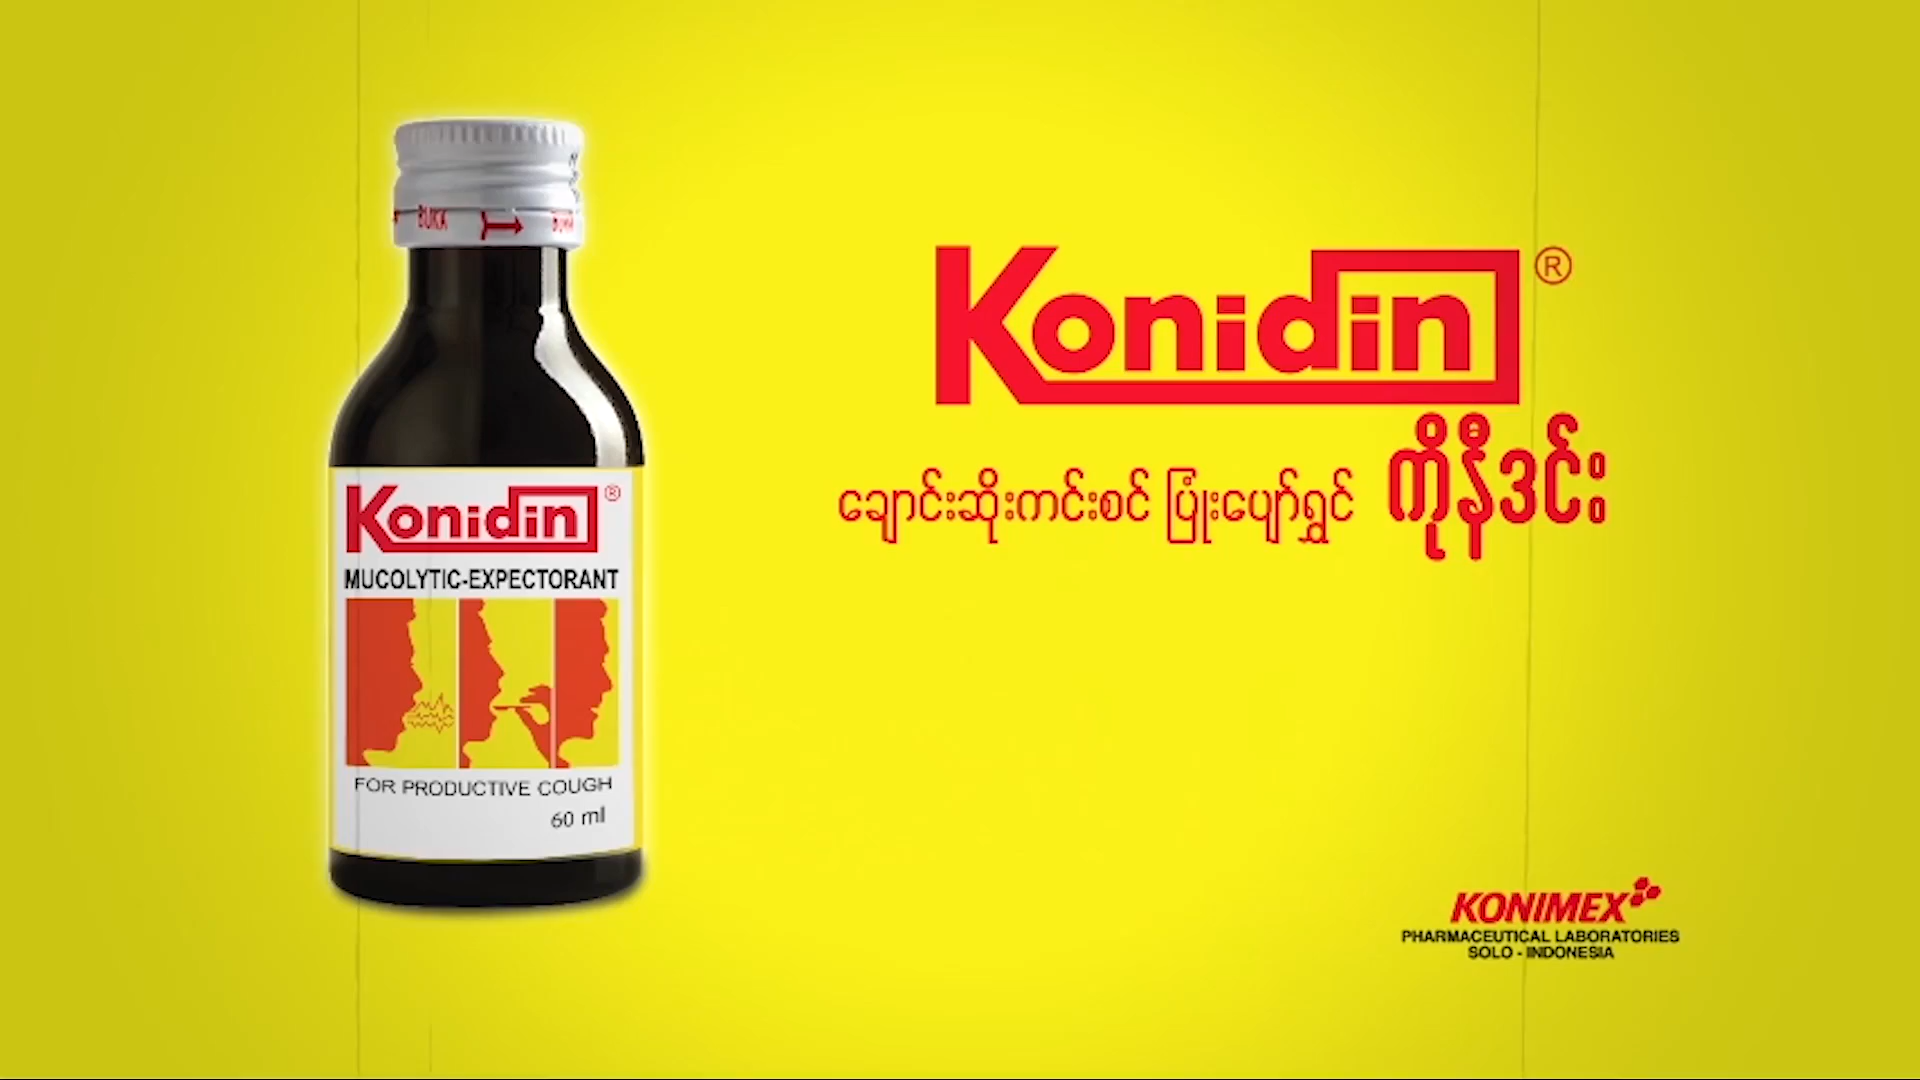 BUKA BUKA
Konidin®
MUCOLYTIC-EXPECTORANT
FOR PRODUCTIVE COUGH
60 ml
Konidin®
ချောင်းဆိုးကင်းစင် ပြုံးပျော်ရွှင် ကိုနီဒင်း
KONIMEX
PHARMACEUTICAL LABORATORIES
SOLO - INDONESIA